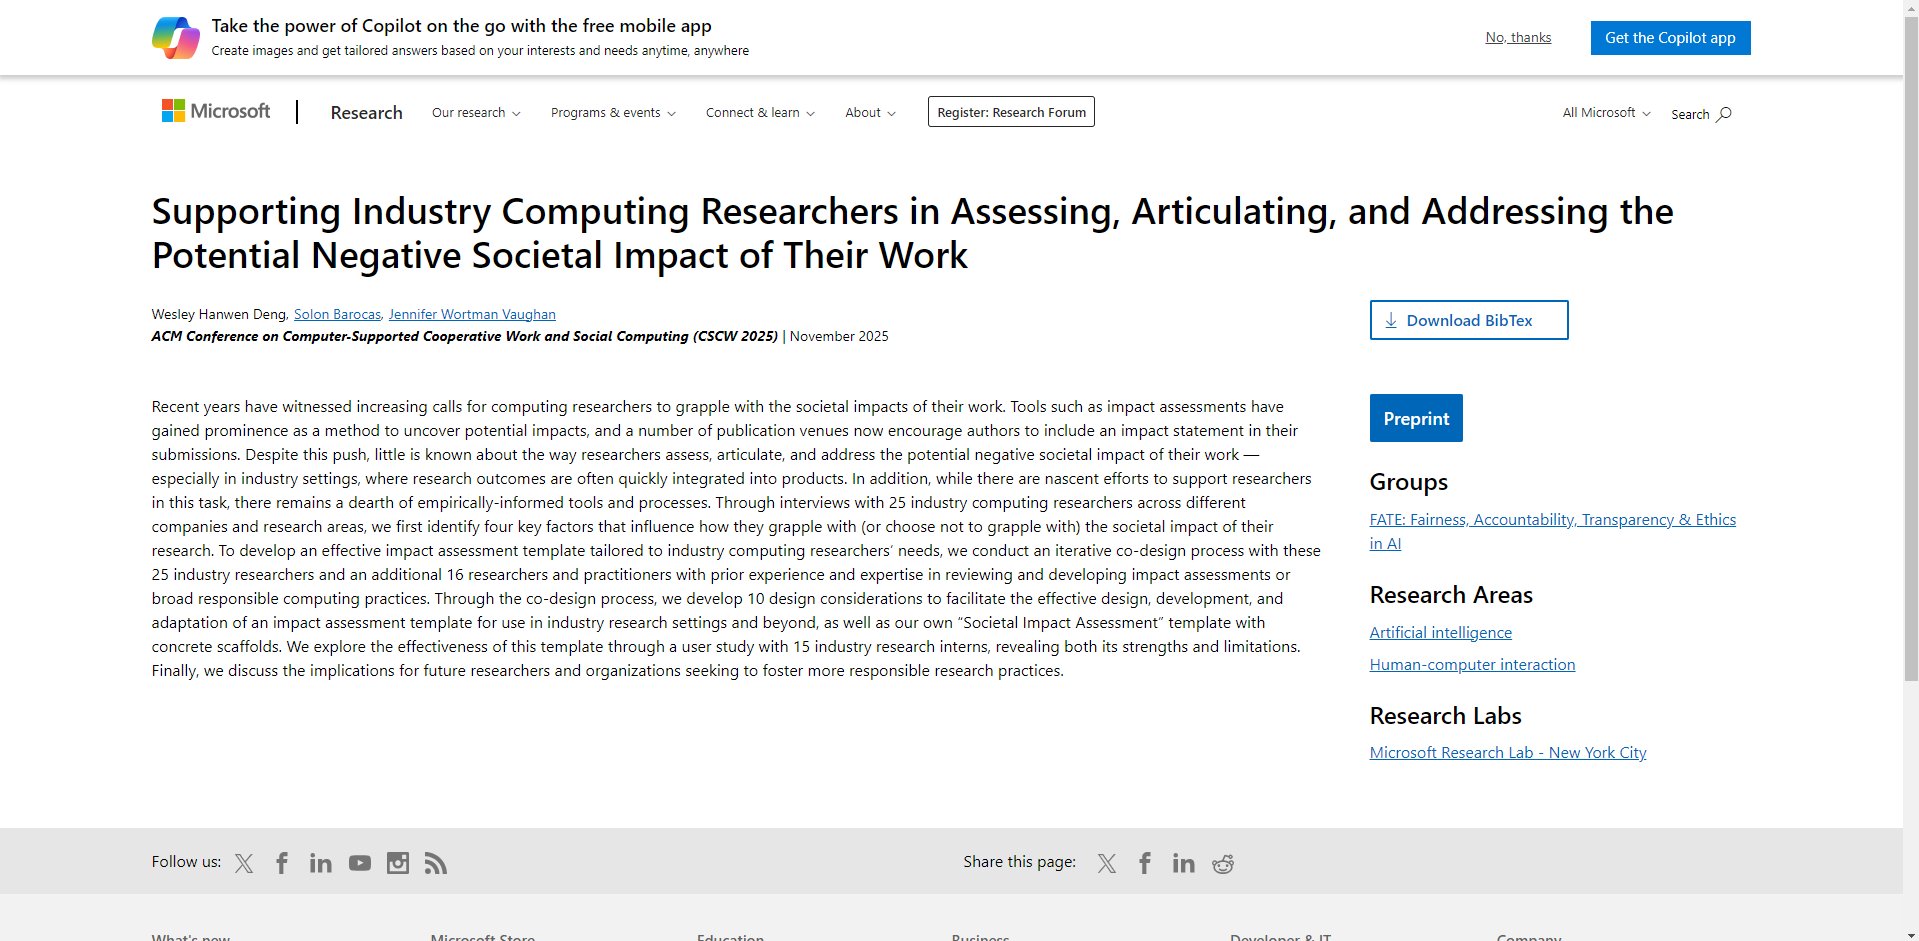 Take the power of Copilot on the go with the free mobile app
Create images and get tailored answers based on your interests and needs anytime, anywhere
No, thanks
Get the Copilot app
Microsoft
Research
Our research
Programs & events
Connect & learn
About
Register: Research Forum
All Microsoft
Search
Supporting Industry Computing Researchers in Assessing, Articulating, and Addressing the
Potential Negative Societal Impact of Their Work
Wesley Hanwen Deng, Solon Barocas, Jennifer Wortman Vaughan
ACM Conference on Computer-Supported Cooperative Work and Social Computing (CSCW 2025) | November 2025
Download BibTex
Recent years have witnessed increasing calls for computing researchers to grapple with the societal impacts of their work. Tools such as impact assessments have
gained prominence as a method to uncover potential impacts, and a number of publication venues now encourage authors to include an impact statement in their
submissions. Despite this push, little is known about the way researchers assess, articulate, and address the potential negative societal impact of their work —
especially in industry settings, where research outcomes are often quickly integrated into products. In addition, while there are nascent efforts to support researchers
in this task, there remains a dearth of empirically-informed tools and processes. Through interviews with 25 industry computing researchers across different
companies and research areas, we first identify four key factors that influence how they grapple with (or choose not to grapple with) the societal impact of their
research. To develop an effective impact assessment template tailored to industry computing researchers’ needs, we conduct an iterative co-design process with these
25 industry researchers and an additional 16 researchers and practitioners with prior experience and expertise in reviewing and developing impact assessments or
broad responsible computing practices. Through the co-design process, we develop 10 design considerations to facilitate the effective design, development, and
adaptation of an impact assessment template for use in industry research settings and beyond, as well as our own “Societal Impact Assessment” template with
concrete scaffolds. We explore the effectiveness of this template through a user study with 15 industry research interns, revealing both its strengths and limitations.
Finally, we discuss the implications for future researchers and organizations seeking to foster more responsible research practices.
Preprint
Groups
FATE: Fairness, Accountability, Transparency & Ethics
in AI
Research Areas
Artificial intelligence
Human-computer interaction
Research Labs
Microsoft Research Lab - New York City
Follow us:
Share this page:
What's new
Microsoft Store
Education
Business
Developer & IT
Company